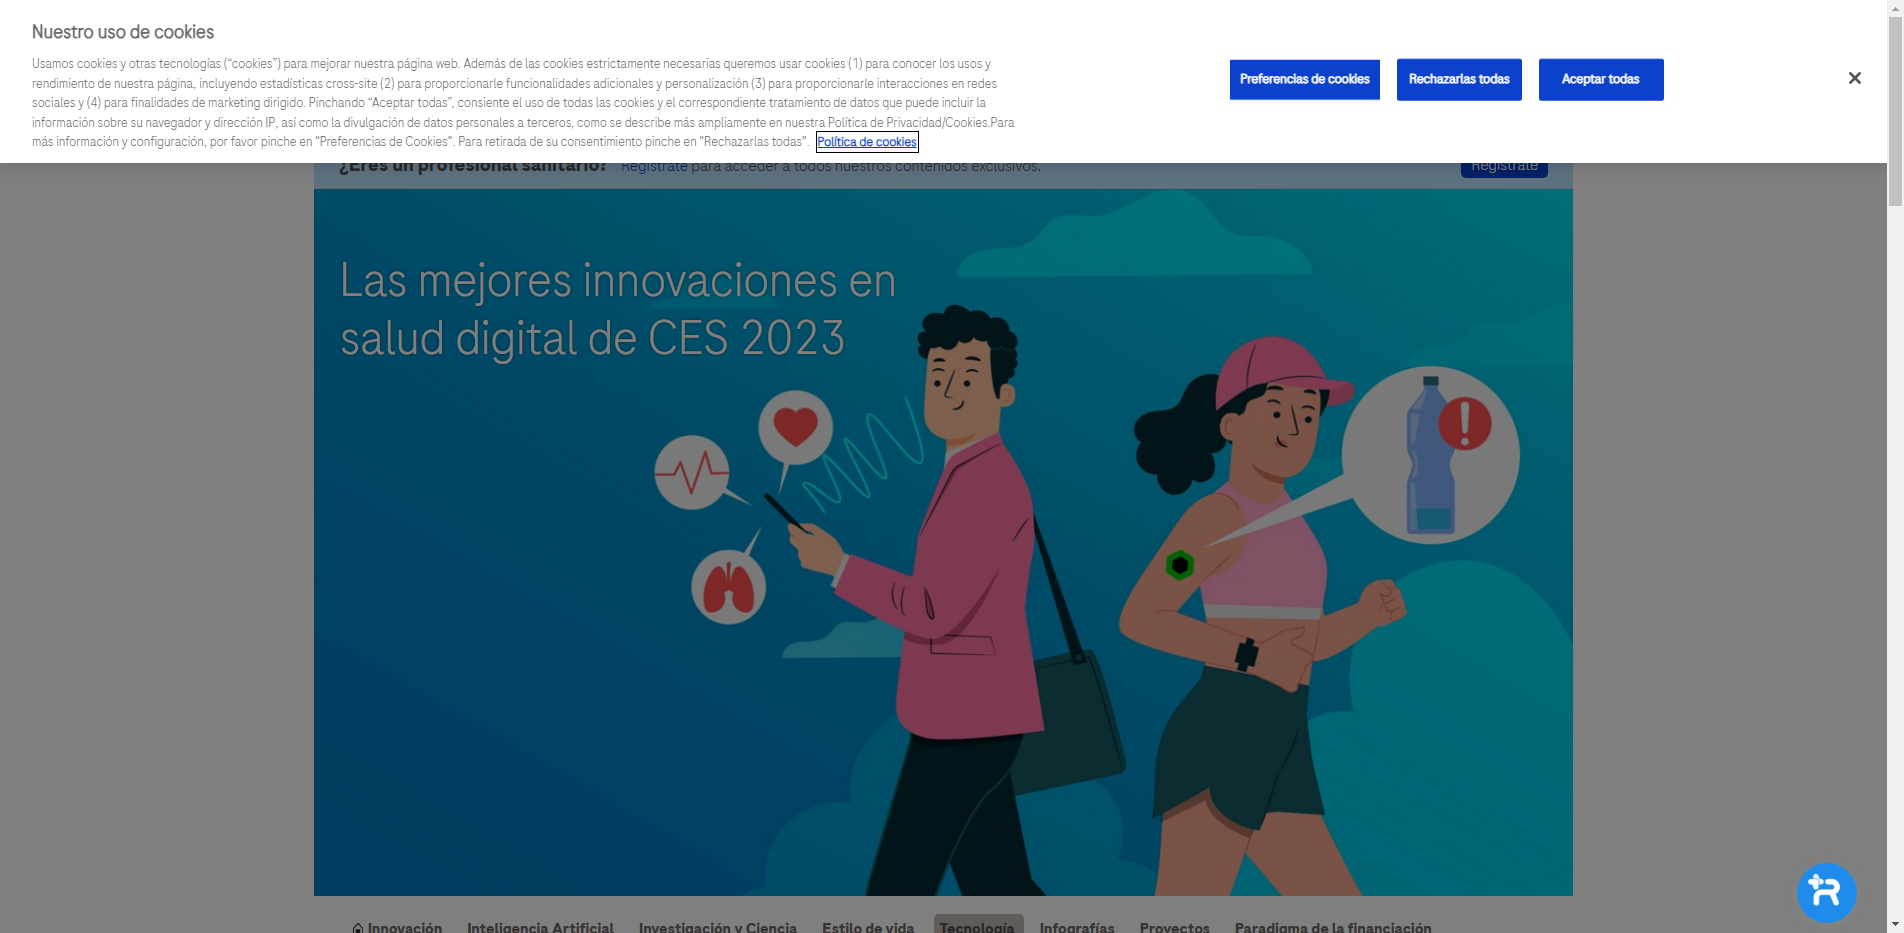 Nuestro uso de cookies
Usamos cookies y otras tecnologías (“cookies”) para mejorar nuestra página web. Además de las cookies estrictamente necesarias queremos usar cookies (1) para conocer los usos y
rendimiento de nuestra página, incluyendo estadísticas cross-site (2) para proporcionarle funcionalidades adicionales y personalización (3) para proporcionarle interacciones en redes
sociales y (4) para finalidades de marketing dirigido. Pinchando “Aceptar todas”, consiente el uso de todas las cookies y el correspondiente tratamiento de datos que puede incluir la
información sobre su navegador y dirección IP, así como la divulgación de datos personales a terceros, como se describe más ampliamente en nuestra Política de Privacidad/Cookies.Para
más información y configuración, por favor pinche en "Preferencias de Cookies". Para retirada de su consentimiento pinche en "Rechazarlas todas". Política de cookies
Preferencias de cookies Rechazarlas todas Aceptar todas
¿Eres un profesional sanitario? Regístrate para acceder a todos nuestros contenidos exclusivos. Regístrate
Las mejores innovaciones en
salud digital de CES 2023
Innovación Inteligencia Artificial Investigación y Ciencia Estilo de vida Tecnología Infografías Proyectos Paradigma de la financiación